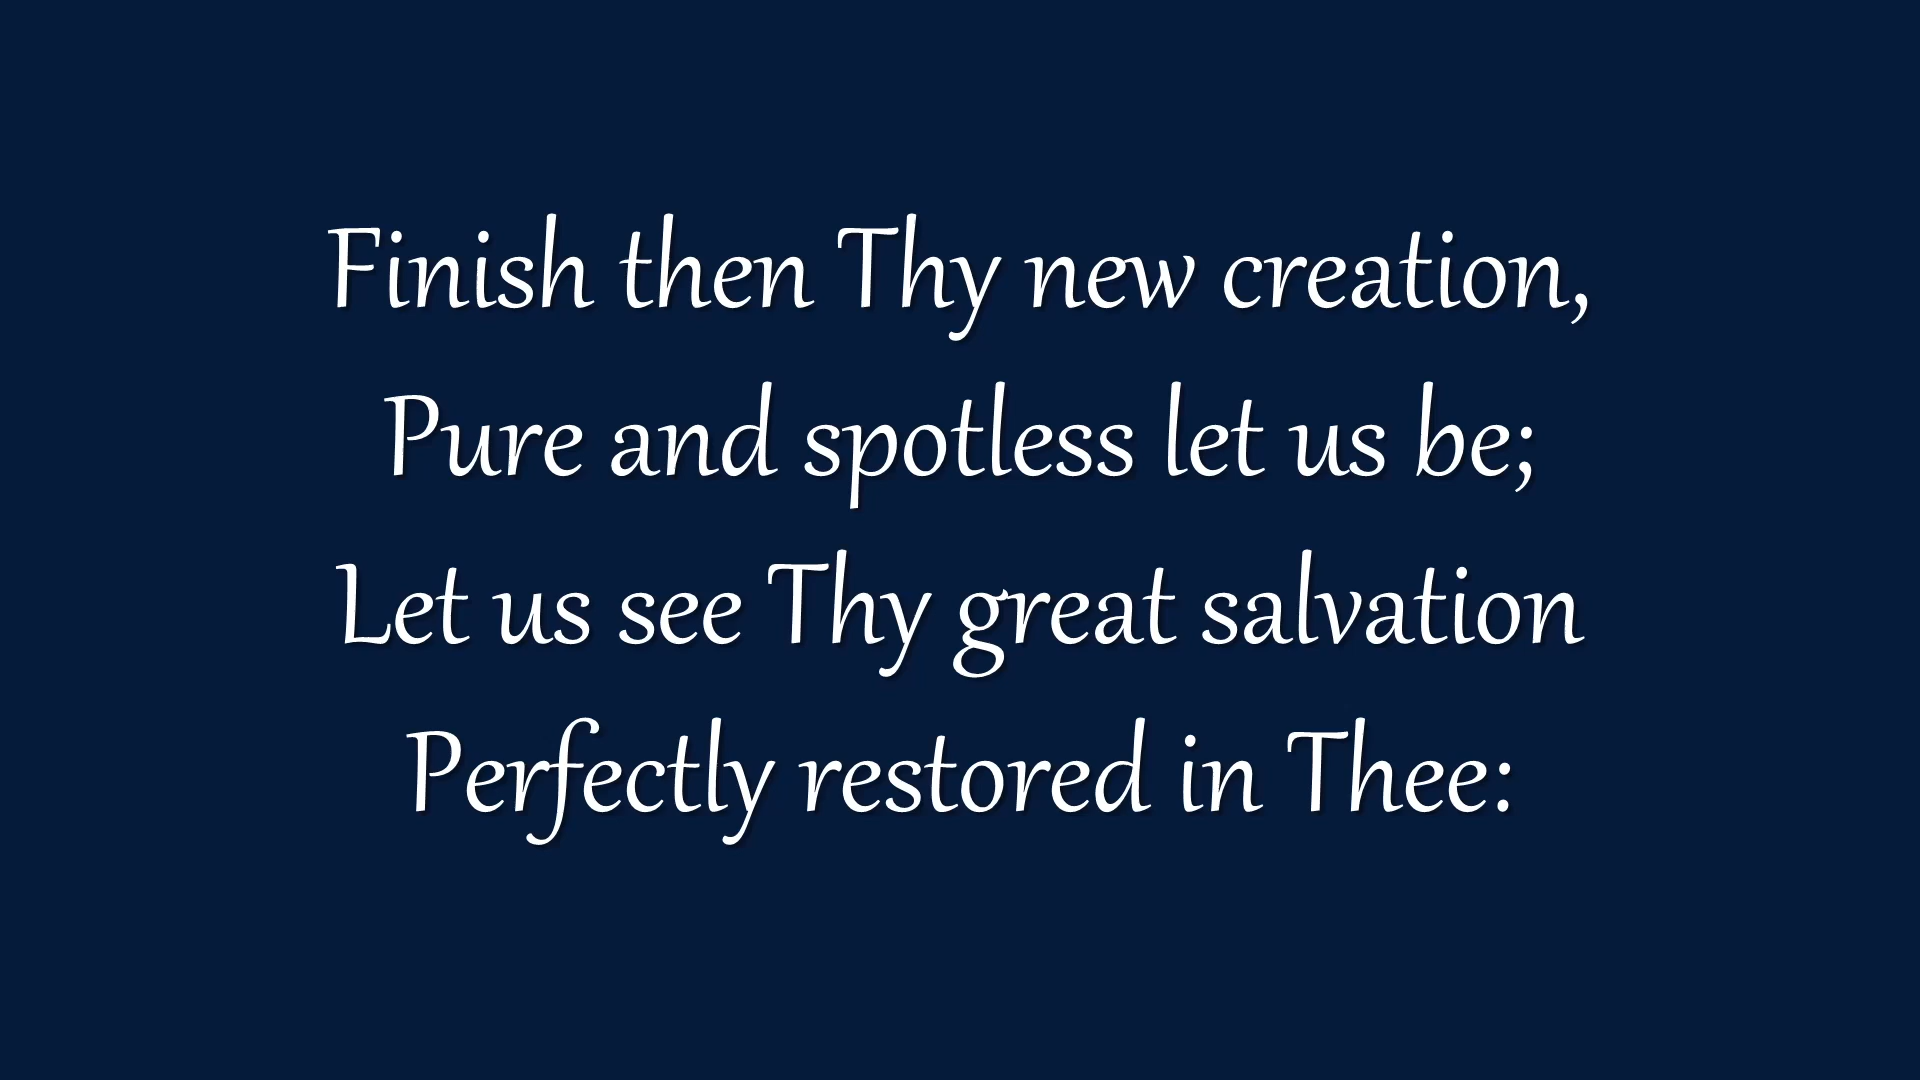 Finish then Thy new creation,
Pure and spotless let us be;
Let us see Thy great salvation
Perfectly restored in Thee: